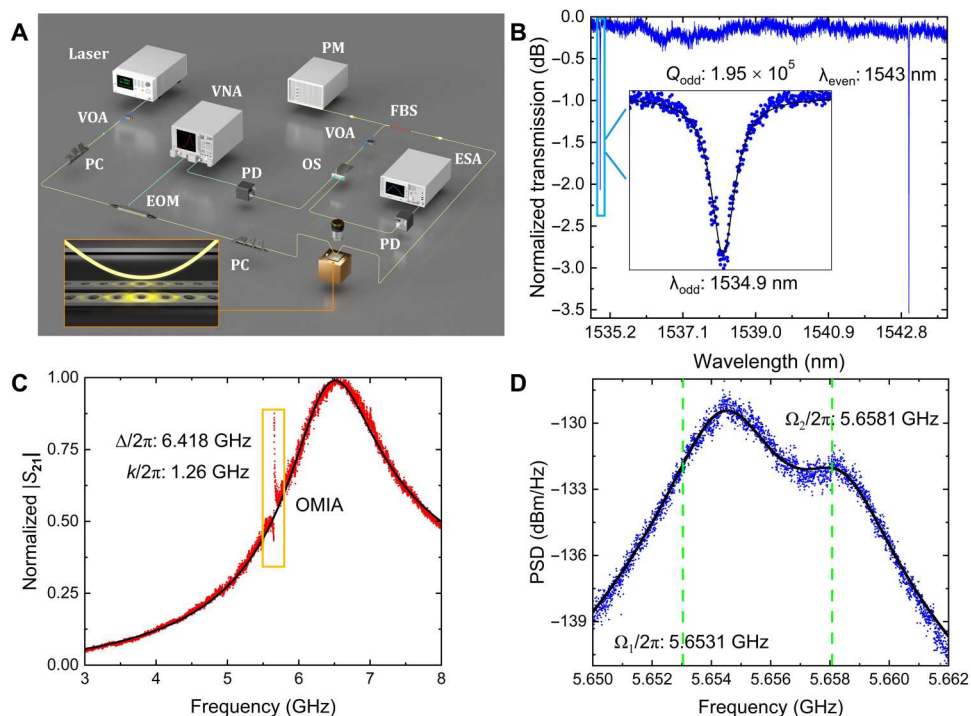 A
Laser
PM
VNA
VOA
FBS
VOA
ESA
PC
OS
PD
EOM
PD
PC
B
Normalized transmission (dB)
0.0
−0.5
−1.0
−1.5
−2.0
−2.5
−3.0
−3.5
Q_odd: 1.95 × 10^5
λ_even: 1543 nm
λ_odd: 1534.9 nm
1535.2 1537.1 1539.0 1540.9 1542.8
Wavelength (nm)
C
Normalized |S_21|
1.00
0.75
0.50
0.25
0.00
Δ/2π: 6.418 GHz
k/2π: 1.26 GHz
OMIA
3 4 5 6 7 8
Frequency (GHz)
D
PSD (dBm/Hz)
−130
−133
−136
−139
Ω_2/2π: 5.6581 GHz
Ω_1/2π: 5.6531 GHz
5.650 5.652 5.654 5.656 5.658 5.660 5.662
Frequency (GHz)